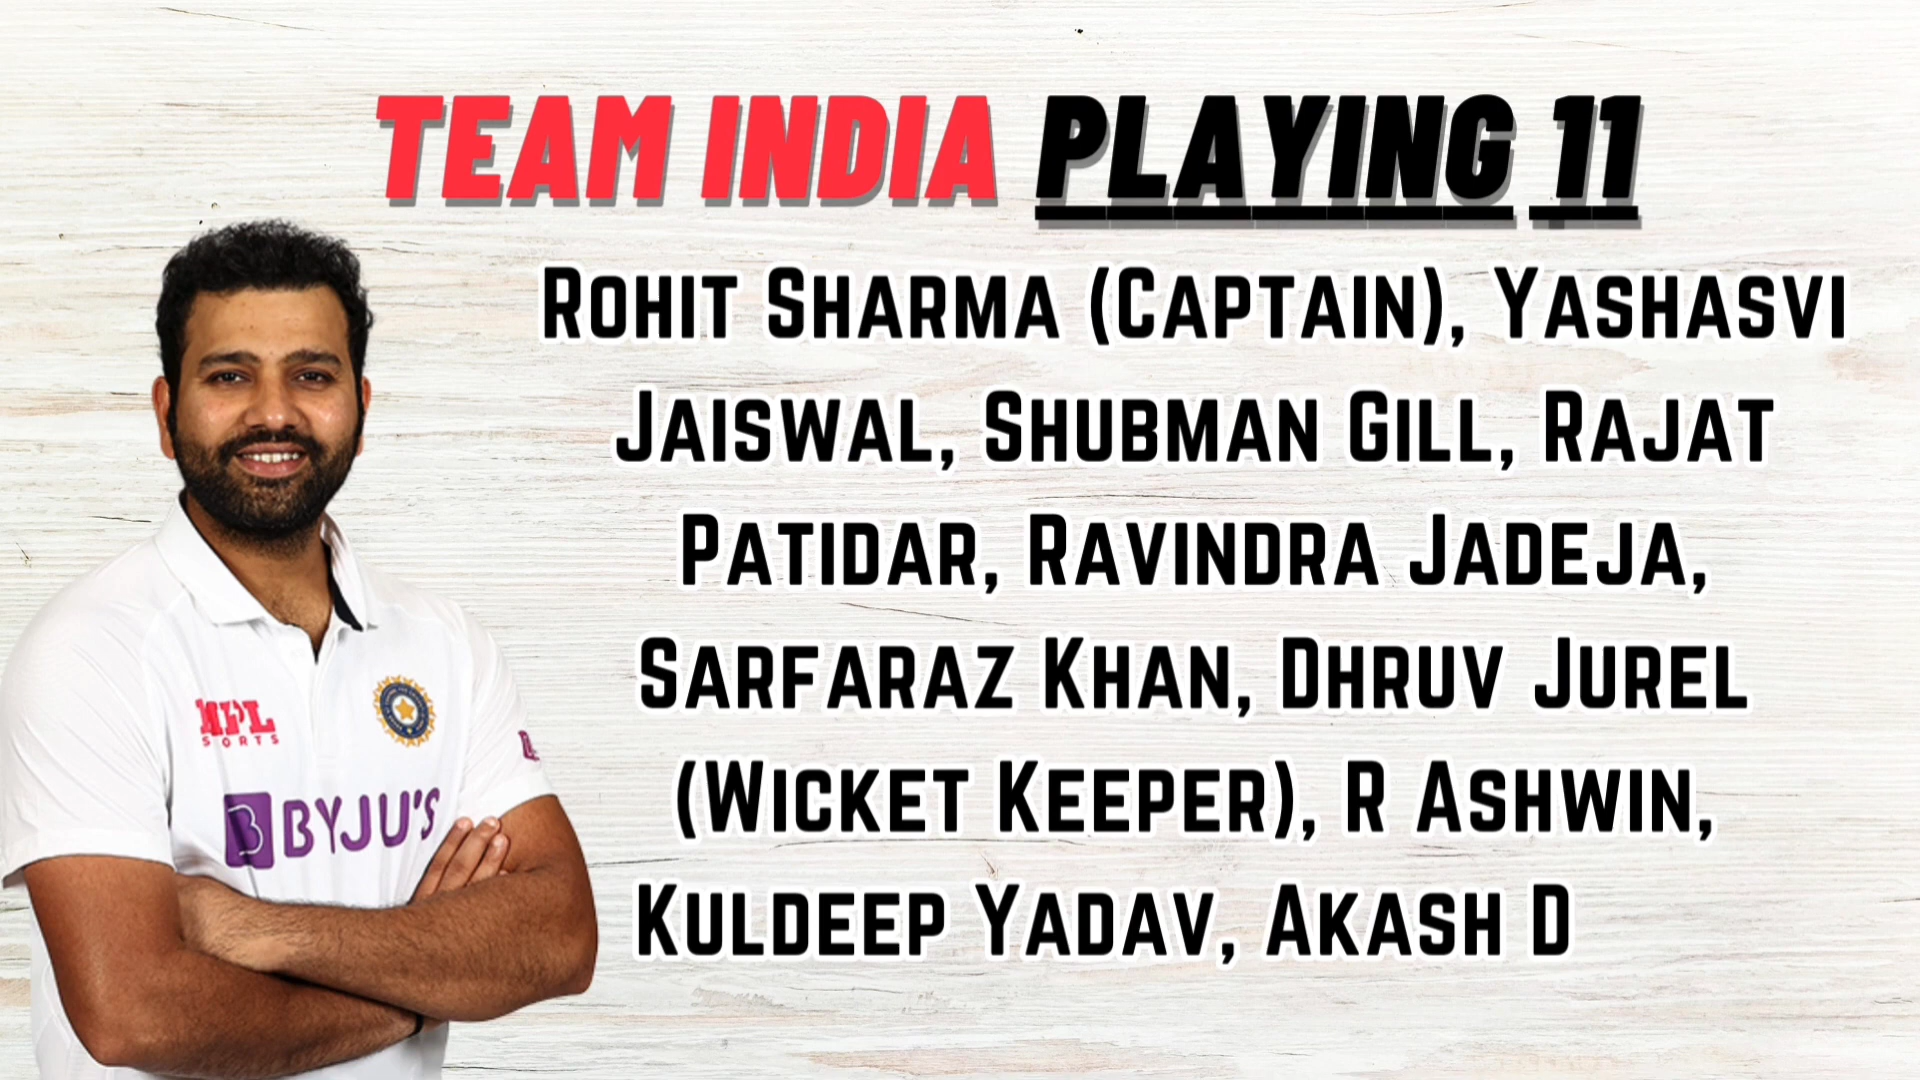 TEAM INDIA PLAYING 11
ROHIT SHARMA (CAPTAIN), YASHASVI
JAISWAL, SHUBMAN GILL, RAJAT
PATIDAR, RAVINDRA JADEJA,
SARFARAZ KHAN, DHRUV JUREL
(WICKET KEEPER), R ASHWIN,
KULDEEP YADAV, AKASH D
MPL
SPORTS
B BYJU'S